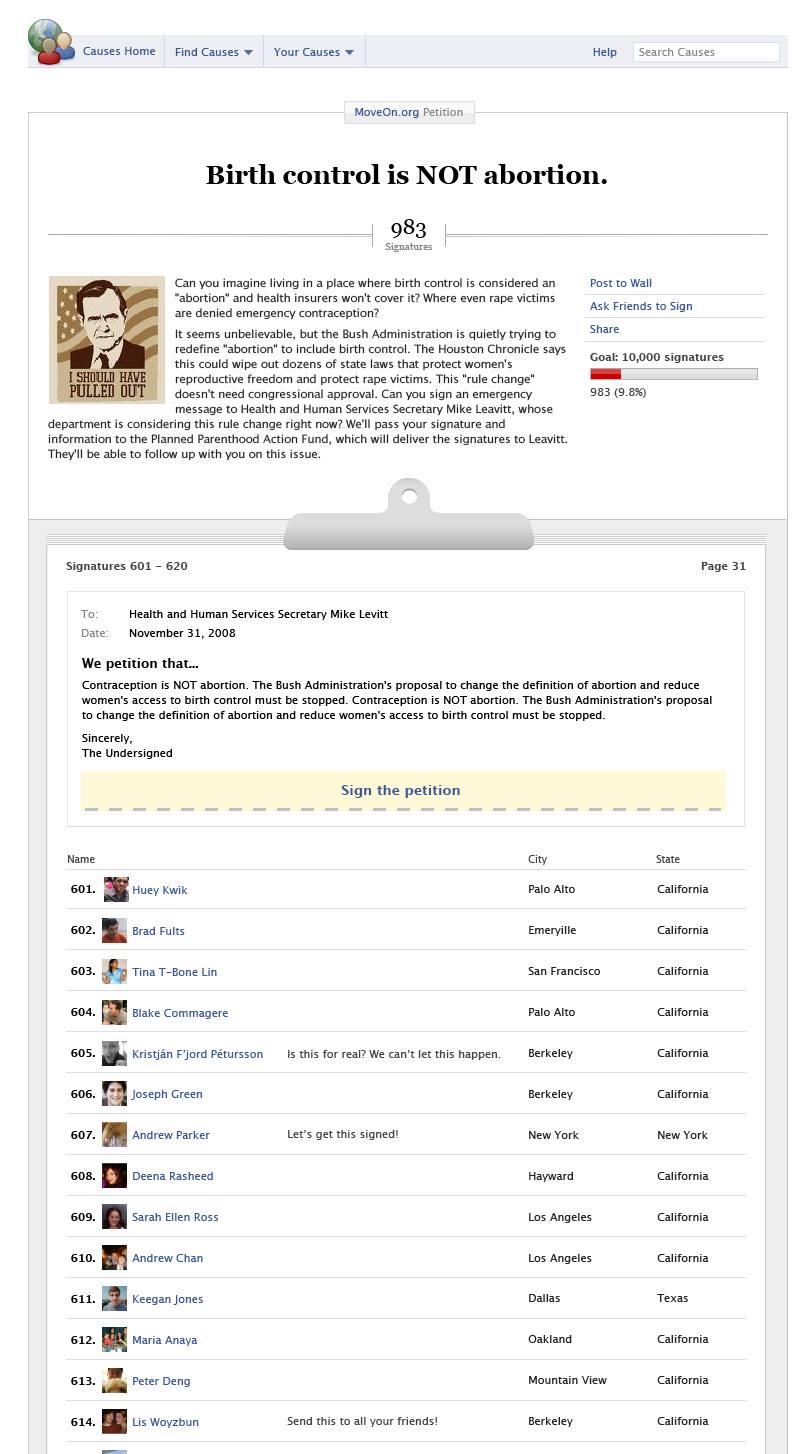 Causes Home
Find Causes
Your Causes
Help
Search Causes
MoveOn.org Petition
Birth control is NOT abortion.
983
Signatures
I SHOULD HAVE
PULLED OUT
Can you imagine living in a place where birth control is considered an
"abortion" and health insurers won't cover it? Where even rape victims
are denied emergency contraception?
It seems unbelievable, but the Bush Administration is quietly trying to
redefine "abortion" to include birth control. The Houston Chronicle says
this could wipe out dozens of state laws that protect women's
reproductive freedom and protect rape victims. This "rule change"
doesn't need congressional approval. Can you sign an emergency
message to Health and Human Services Secretary Mike Leavitt, whose
department is considering this rule change right now? We'll pass your signature and
information to the Planned Parenthood Action Fund, which will deliver the signatures to Leavitt.
They'll be able to follow up with you on this issue.
Post to Wall
Ask Friends to Sign
Share
Goal: 10,000 signatures
983 (9.8%)
Signatures 601 – 620
Page 31
To: Health and Human Services Secretary Mike Levitt
Date: November 31, 2008
We petition that...
Contraception is NOT abortion. The Bush Administration's proposal to change the definition of abortion and reduce
women's access to birth control must be stopped. Contraception is NOT abortion. The Bush Administration's proposal
to change the definition of abortion and reduce women's access to birth control must be stopped.
Sincerely,
The Undersigned
Sign the petition
Name City State
601. Huey Kwik Palo Alto California
602. Brad Fults Emeryille California
603. Tina T-Bone Lin San Francisco California
604. Blake Commagere Palo Alto California
605. Kristján F'jord Pétursson Is this for real? We can't let this happen. Berkeley California
606. Joseph Green Berkeley California
607. Andrew Parker Let's get this signed! New York New York
608. Deena Rasheed Hayward California
609. Sarah Ellen Ross Los Angeles California
610. Andrew Chan Los Angeles California
611. Keegan Jones Dallas Texas
612. Maria Anaya Oakland California
613. Peter Deng Mountain View California
614. Lis Woyzbun Send this to all your friends! Berkeley California